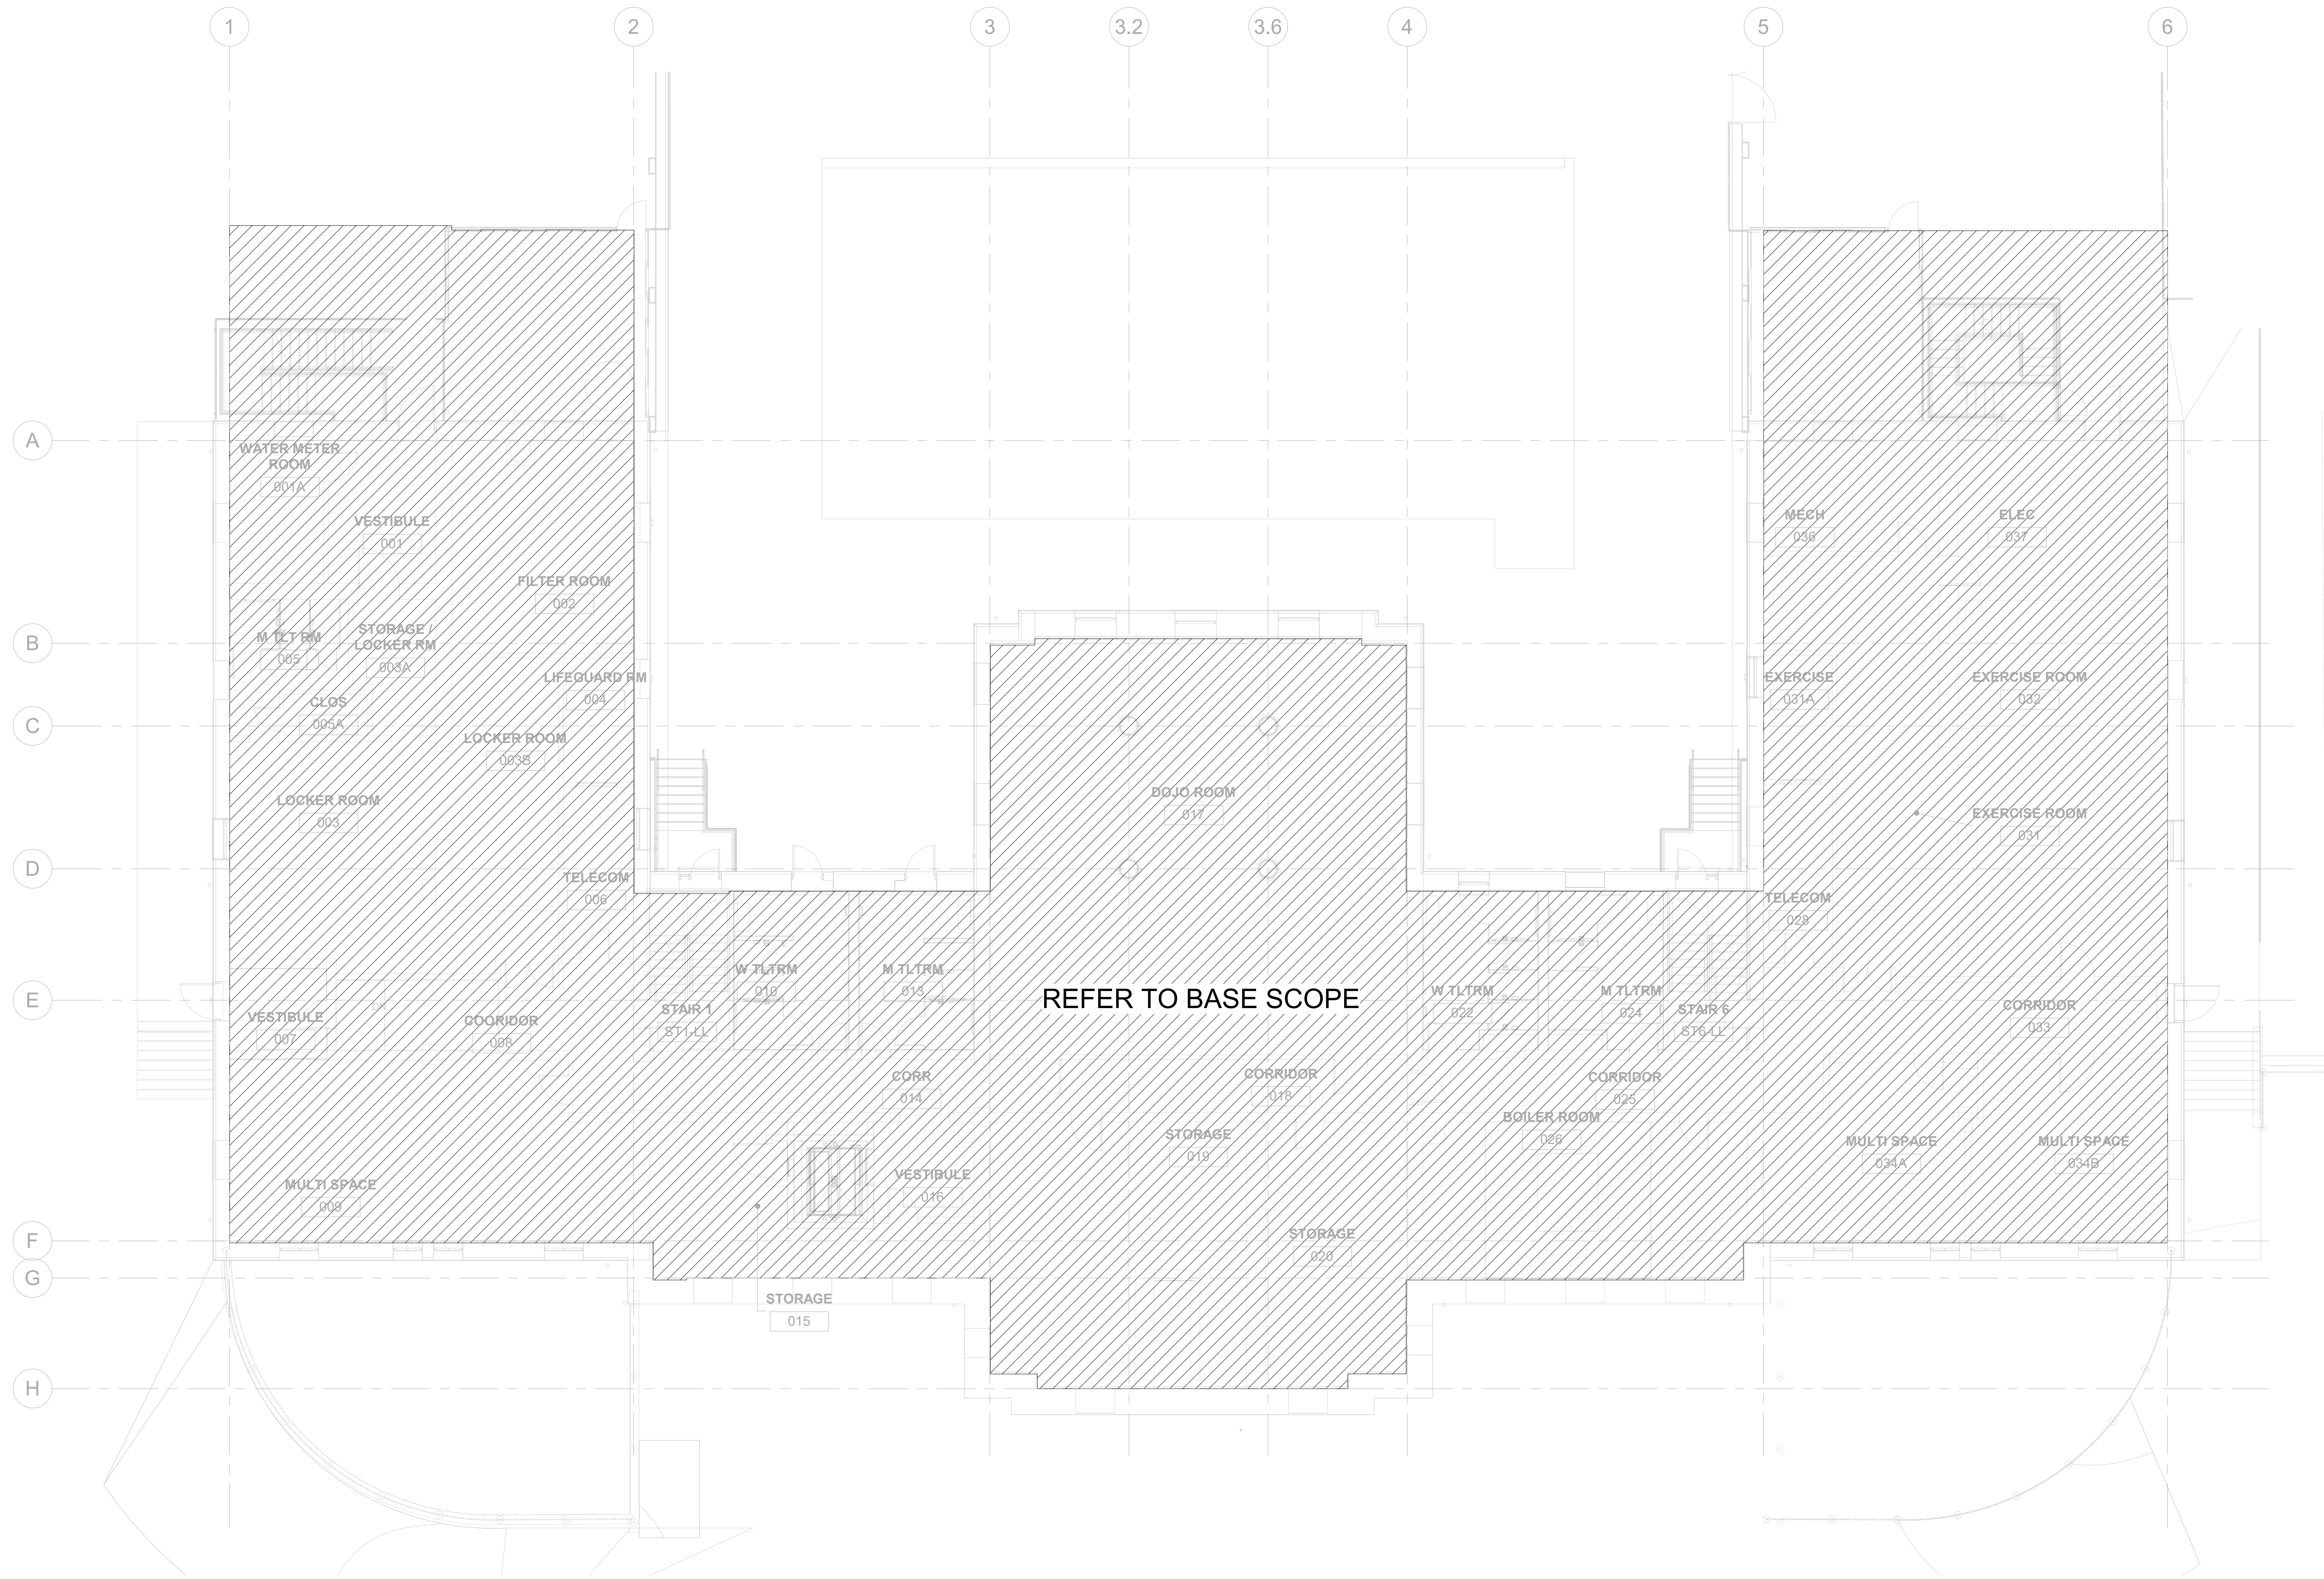 1
2
3
3.2
3.6
4
5
6
A
WATER METER
ROOM
001A
VESTIBULE
001
MECH
036
ELEC
037
FILTER ROOM
002
B
M TLT RM
005
STORAGE /
LOCKER RM
003A
LIFEGUARD RM
004
EXERCISE
031A
EXERCISE ROOM
032
CLOS
005A
C
LOCKER ROOM
003B
LOCKER ROOM
003
DOJO ROOM
017
EXERCISE ROOM
031
D
TELECOM
006
TELECOM
028
W TLTRM
010
M TLTRM
013
E
REFER TO BASE SCOPE
W TLTRM
022
M TLTRM
024
DN
STAIR 1
ST1-LL
STAIR 6
ST6-LL
CORRIDOR
033
VESTIBULE
007
COORIDOR
008
CORR
014
CORRIDOR
018
CORRIDOR
025
BOILER ROOM
026
STORAGE
019
MULTI SPACE
034A
MULTI SPACE
034B
VESTIBULE
016
MULTI SPACE
009
F
STORAGE
020
G
STORAGE
015
H